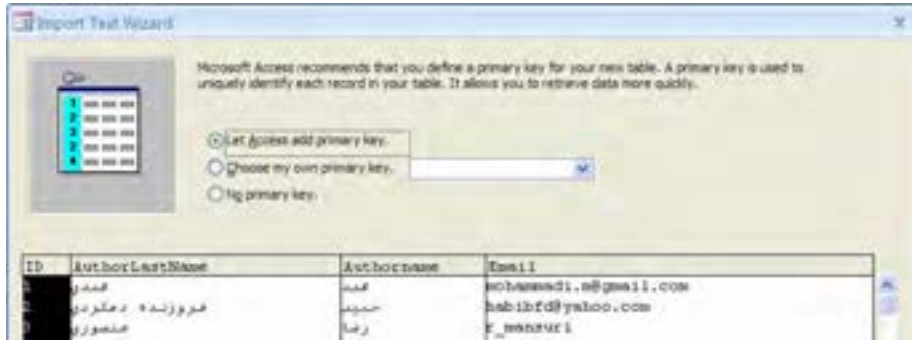 Import Text Wizard
Microsoft Access recommends that you define a primary key for your new table. A primary key is used to
uniquely identify each record in your table. It allows you to retrieve data more quickly.
Let Access add primary key.
Choose my own primary key.
No primary key.
ID AuthorLastName Authorname Email
mohammadi.m@gmail.com
فروزنده دهکردی حبیب habibfd@yahoo.com
منصوری رضا r_mansuri